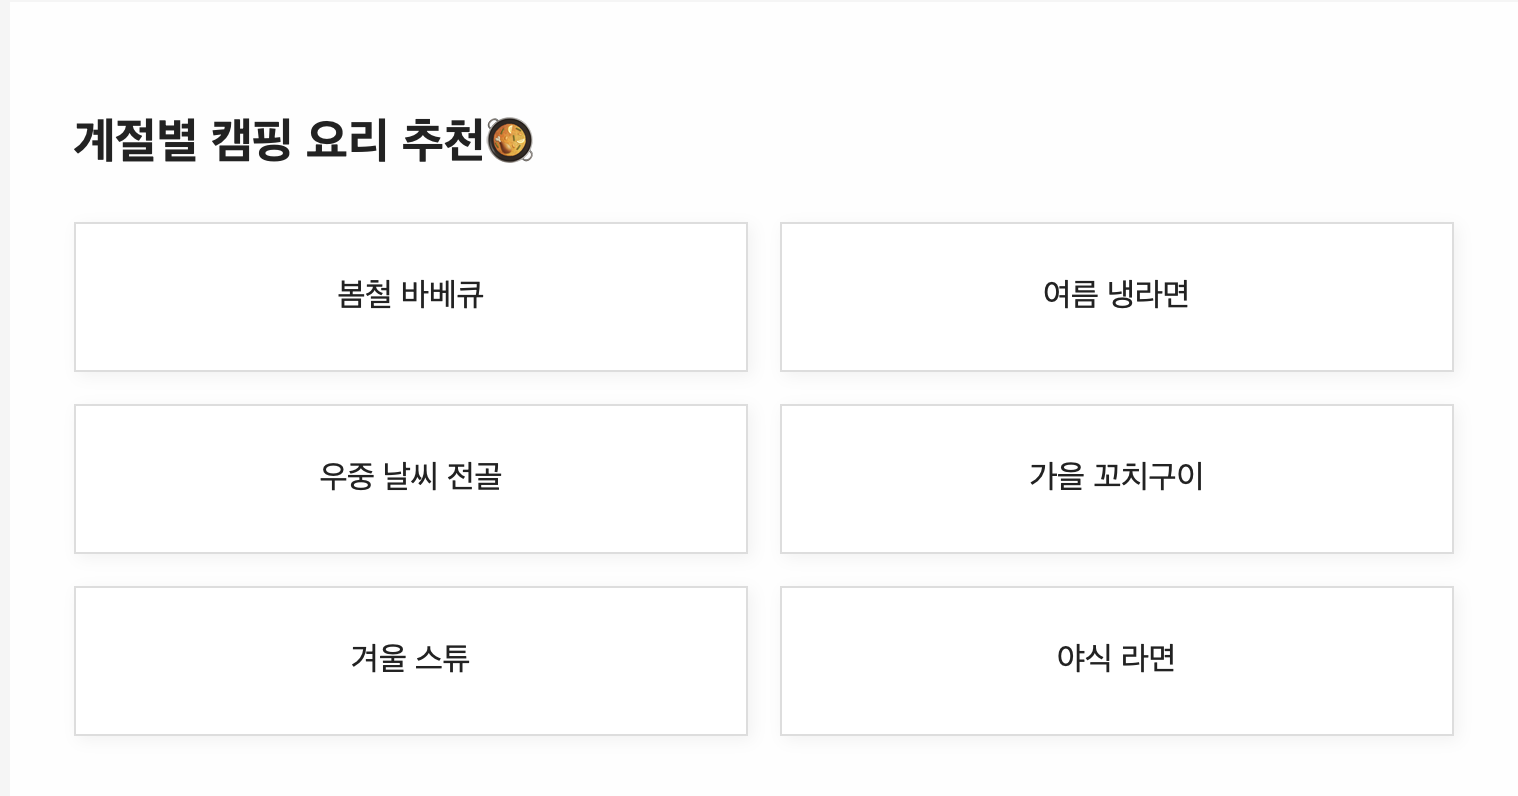 계절별 캠핑 요리 추천🥘
봄철 바베큐
여름 냉라면
우중 날씨 전골
가을 꼬치구이
겨울 스튜
야식 라면